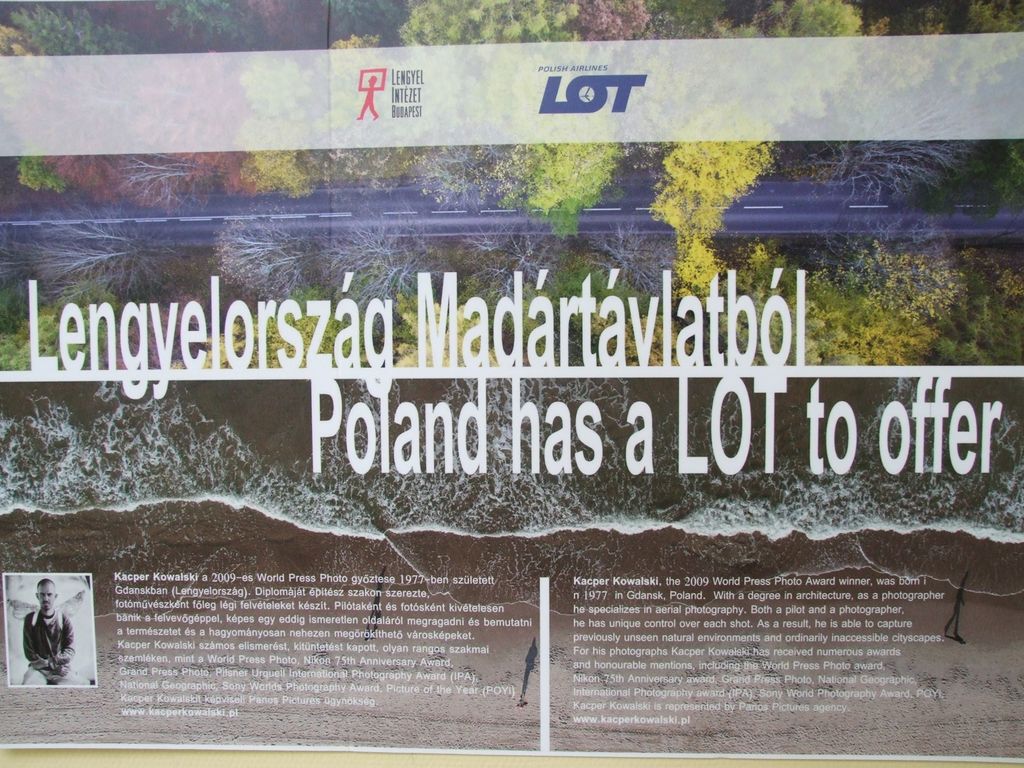 LENGYEL
INTÉZET
BUDAPEST
POLISH AIRLINES
LOT
Lengyelország Madártávlatból
Poland has a LOT to offer
Kacper Kowalski a 2009-es World Press Photo győztese 1977-ben született
Gdanskban (Lengyelország). Diplomáját építész szakon szerezte,
fotóművészként főleg légi felvételeket készít. Pilótaként és fotósként kivételesen
bánik a felvevőgéppel, képes egy eddig ismeretlen oldaláról megragadni és bemutatni
a természetet és a hagyományosan nehezen megörökíthető városképeket.
Kacper Kowalski számos elismerést, kitüntetést kapott, olyan rangos szakmai
szemléken, mint a World Press Photo, Nikon 75th Anniversary Award,
Grand Press Photo, Pilsner Urquell International Photography Award (IPA),
National Geographic, Sony Worlds Photography Award, Picture of the Year (POYi)
Kacper Kowalskit képviseli Panos Pictures ügynökség.
www.kacperkowalski.pl
Kacper Kowalski, the 2009 World Press Photo Award winner, was born i
n 1977 in Gdansk, Poland. With a degree in architecture, as a photographer
he specializes in aerial photography. Both a pilot and a photographer,
he has unique control over each shot. As a result, he is able to capture
previously unseen natural environments and ordinarily inaccessible cityscapes.
For his photographs Kacper Kowalski has received numerous awards
and honourable mentions, including the World Press Photo award,
Nikon 75th Anniversary award, Grand Press Photo, National Geographic,
International Photography award (IPA), Sony World Photography Award, POYi.
Kacper Kowalski is represented by Panos Pictures agency.
www.kacperkowalski.pl